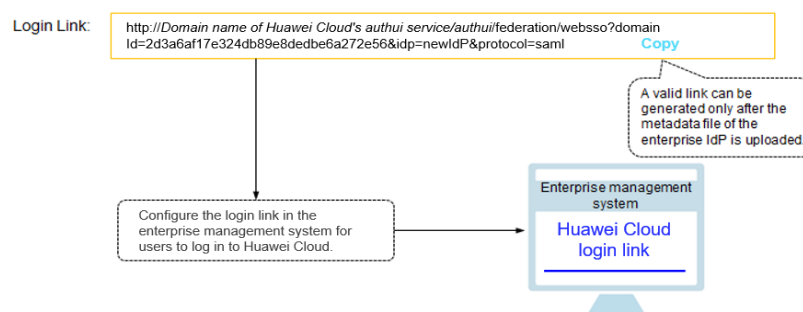 Login Link:
http://Domain name of Huawei Cloud's authui service/authui/federation/websso?domain
Id=2d3a6af17e324db89e8dedbe6a272e56&idp=newIdP&protocol=saml
Copy
A valid link can be
generated only after the
metadata file of the
enterprise IdP is uploaded.
Configure the login link in the
enterprise management system for
users to log in to Huawei Cloud.
Enterprise management
system
Huawei Cloud
login link